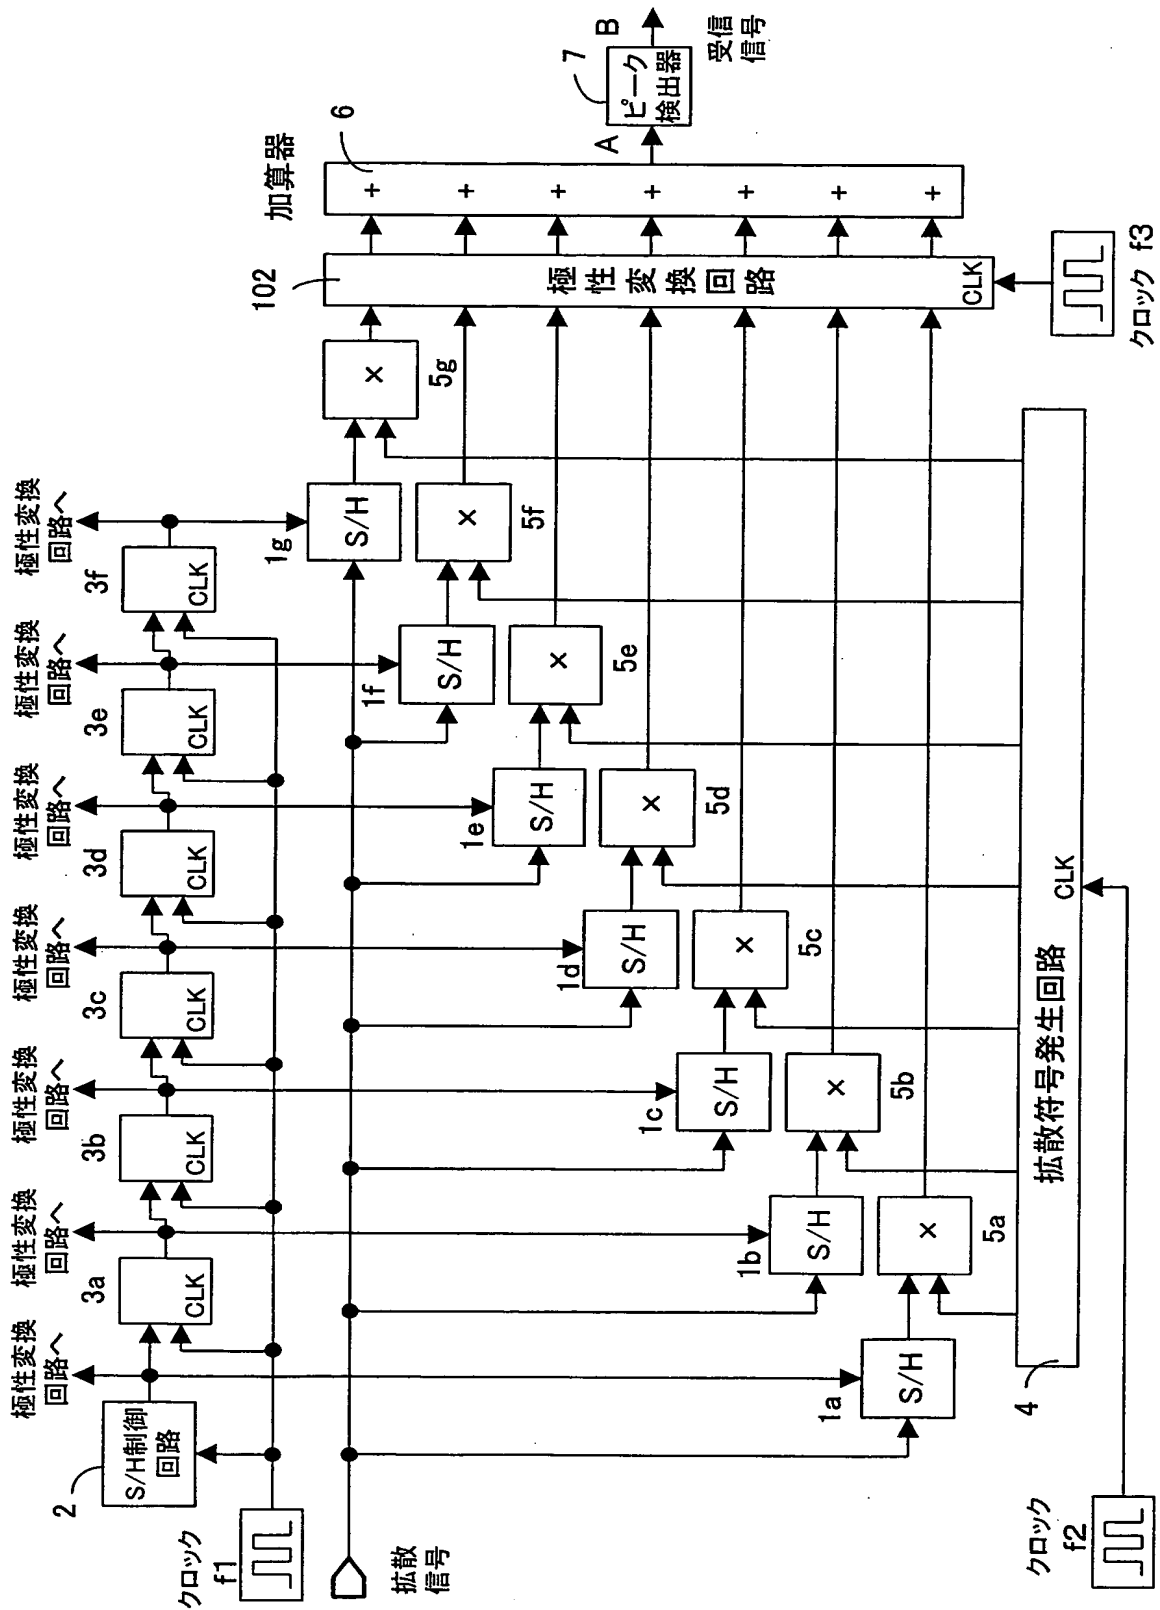 極性変換
回路へ
極性変換
回路へ
極性変換
回路へ
極性変換
回路へ
極性変換
回路へ
極性変換
回路へ
極性変換
回路へ
2
S/H制御
回路
3a
CLK
3b
CLK
3c
CLK
3d
CLK
3e
CLK
3f
CLK
クロック
f1
拡散
信号
1a
S/H
1b
S/H
1c
S/H
1d
S/H
1e
S/H
1f
S/H
1g
S/H
×
5a
×
5b
×
5c
×
5d
×
5e
×
5f
×
5g
102
極性変換回路
CLK
クロック f3
加算器
6
+
+
+
+
+
+
+
A
7
ピーク
検出器
B
受信
信号
4
拡散符号発生回路
CLK
クロック
f2